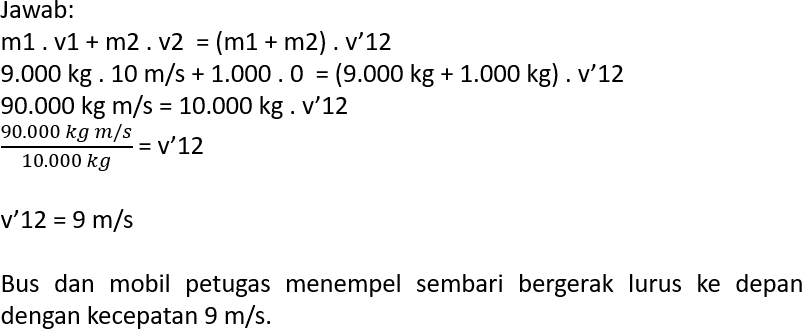 Jawab:
m1 . v1 + m2 . v2  = (m1 + m2) . v’12
9.000 kg . 10 m/s + 1.000 . 0  = (9.000 kg + 1.000 kg) . v’12
90.000 kg m/s = 10.000 kg . v’12
90.000 kg m/s / 10.000 kg = v’12
v’12 = 9 m/s
Bus dan mobil petugas menempel sembari bergerak lurus ke depan
dengan kecepatan 9 m/s.